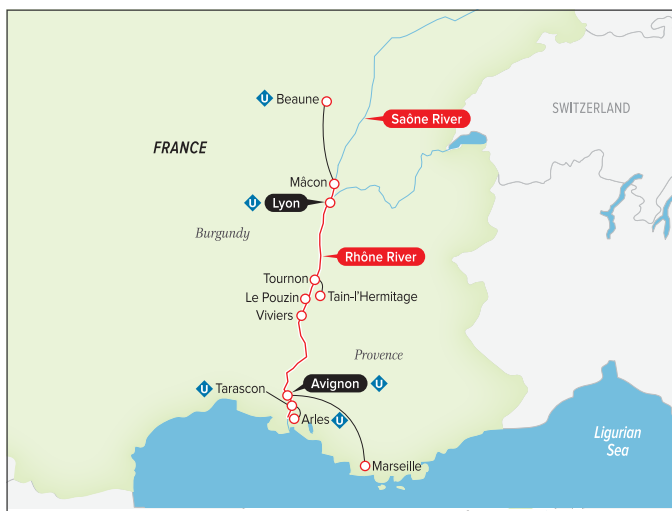 U Beaune
Saône River
SWITZERLAND
FRANCE
Mâcon
U Lyon
Burgundy
Rhône River
Tournon
Le Pouzin
Tain-l'Hermitage
Viviers
Provence
U Tarascon
Avignon U
Arles U
Ligurian
Sea
Marseille